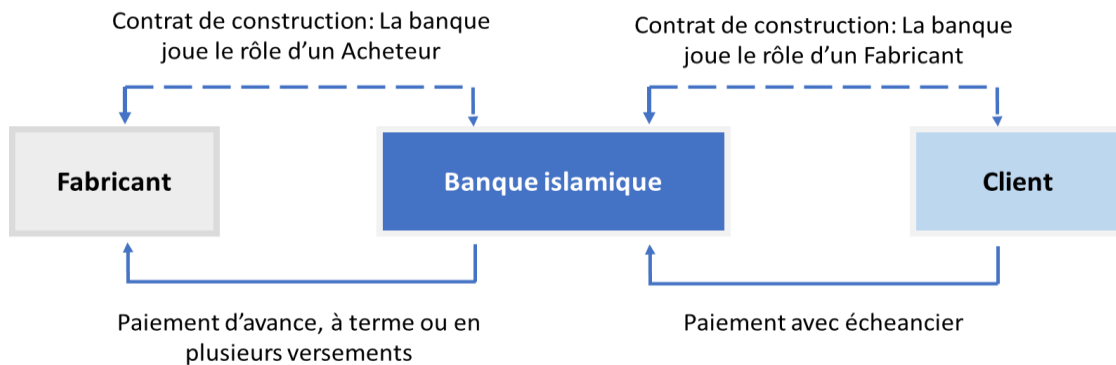 Contrat de construction: La banque
joue le rôle d'un Acheteur
Contrat de construction: La banque
joue le rôle d'un Fabricant
Fabricant
Banque islamique
Client
Paiement d'avance, à terme ou en
plusieurs versements
Paiement avec écheancier